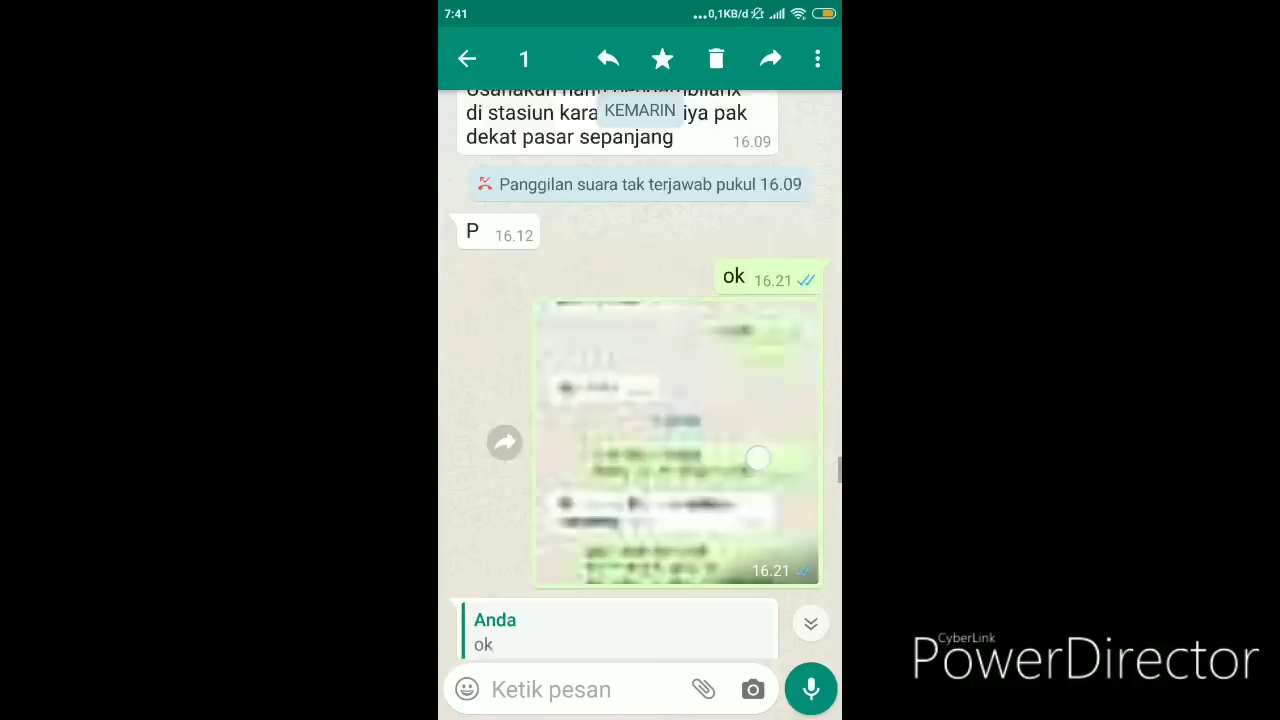 7:41
...0,1KB/d
1
di stasiun kara iya pak
KEMARIN
dekat pasar sepanjang
16.09
Panggilan suara tak terjawab pukul 16.09
P 16.12
ok 16.21
16.21
Anda
ok
Ketik pesan
CyberLink
PowerDirector